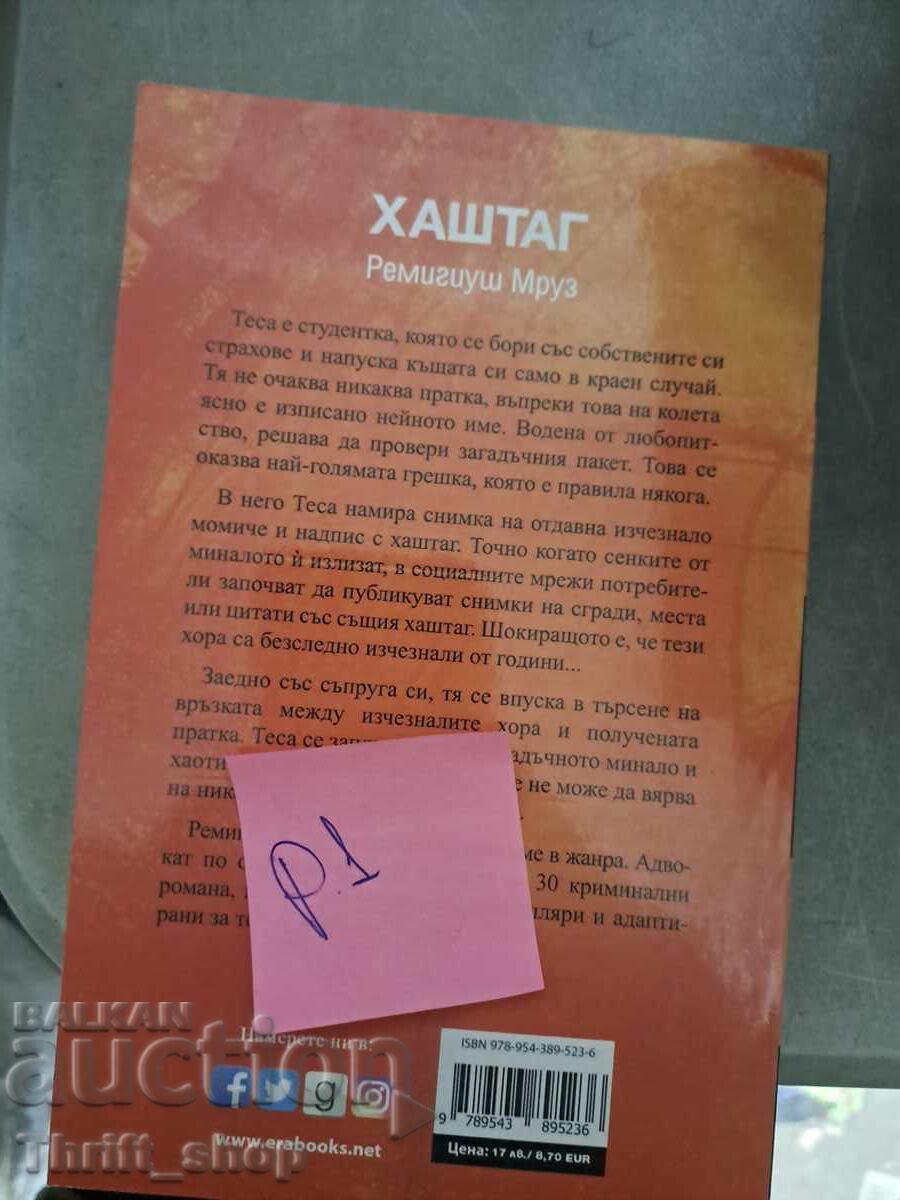 ХАШТАГ
Ремигиуш Мруз
Теса е студентка, която се бори със собствените си
страхове и напуска къщата си само в краен случай.
Тя не очаква никаква пратка, въпреки това на колета
ясно е изписано нейното име. Водена от любопит-
ство, решава да провери загадъчния пакет. Това се
оказва най-голямата грешка, която е правила някога.
В него Теса намира снимка на отдавна изчезнало
момиче и надпис с хаштаг. Точно когато сенките от
миналото ѝ излизат, в социалните мрежи потребите-
ли започват да публикуват снимки на сгради, места
или цитати със същия хаштаг. Шокиращото е, че тези
хора са безследно изчезнали от години...
Заедно със съпруга си, тя се впуска в търсене на
връзката между изчезналите хора и получената
пратка. Теса се адъчното минало и
хаоти е не може да вярва
на ник
Реми ме в жанра. Адво-
кат по 30 криминални
романа, ляри и адапти-
рани за те
p.1
Намерете ни в:
f g
www.erabooks.net
ISBN 978-954-389-523-6
9 789543 895236
Цена: 17 лв./ 8,70 EUR
BALKAN
auction
Thrift_shop